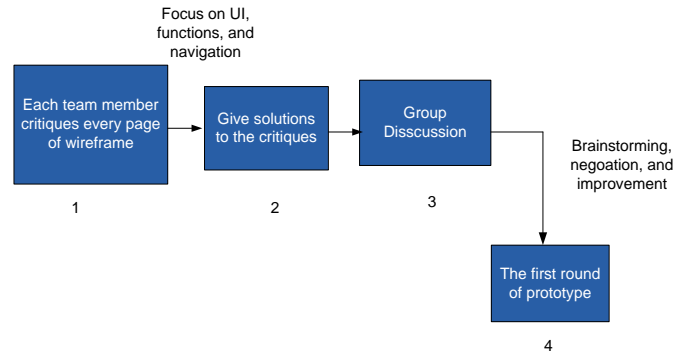 Focus on UI,
functions, and
navigation
Each team member
critiques every page
of wireframe
1
Give solutions
to the critiques
2
Group
Disscussion
3
Brainstorming,
negoation, and
improvement
The first round
of prototype
4